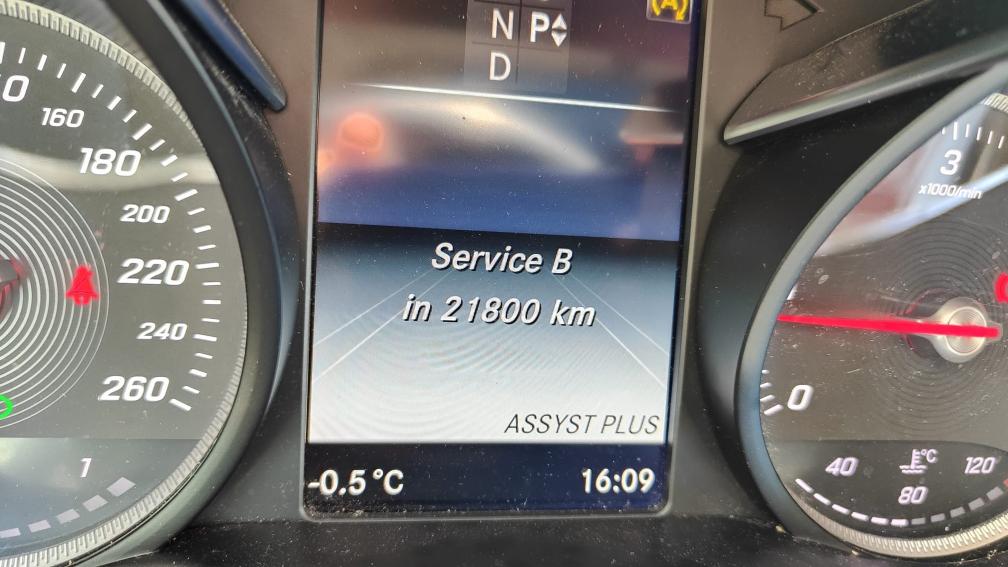 N P
D
A
160
180
200
220
240
260
1
Service B
in 21800 km
ASSYST PLUS
-0.5 °C
16:09
3
x1000/min
0
°C
40
80
120